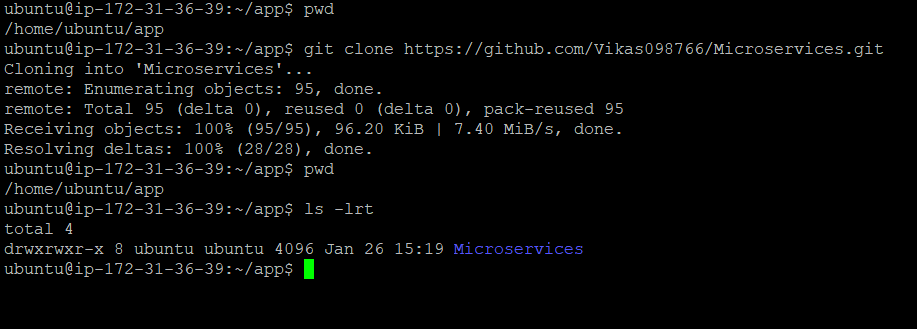 ubuntu@ip-172-31-36-39:~/app$ pwd
/home/ubuntu/app
ubuntu@ip-172-31-36-39:~/app$ git clone https://github.com/Vikas098766/Microservices.git
Cloning into 'Microservices'...
remote: Enumerating objects: 95, done.
remote: Total 95 (delta 0), reused 0 (delta 0), pack-reused 95
Receiving objects: 100% (95/95), 96.20 KiB | 7.40 MiB/s, done.
Resolving deltas: 100% (28/28), done.
ubuntu@ip-172-31-36-39:~/app$ pwd
/home/ubuntu/app
ubuntu@ip-172-31-36-39:~/app$ ls -lrt
total 4
drwxrwxr-x 8 ubuntu ubuntu 4096 Jan 26 15:19 Microservices
ubuntu@ip-172-31-36-39:~/app$